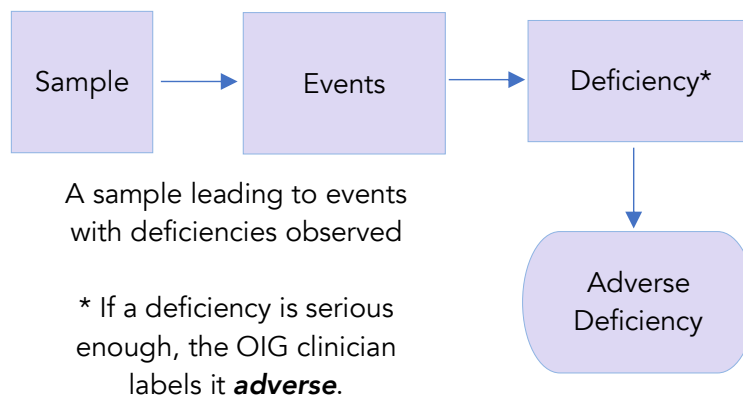 Sample
Events
Deficiency*
A sample leading to events
with deficiencies observed
* If a deficiency is serious
enough, the OIG clinician
labels it adverse.
Adverse
Deficiency